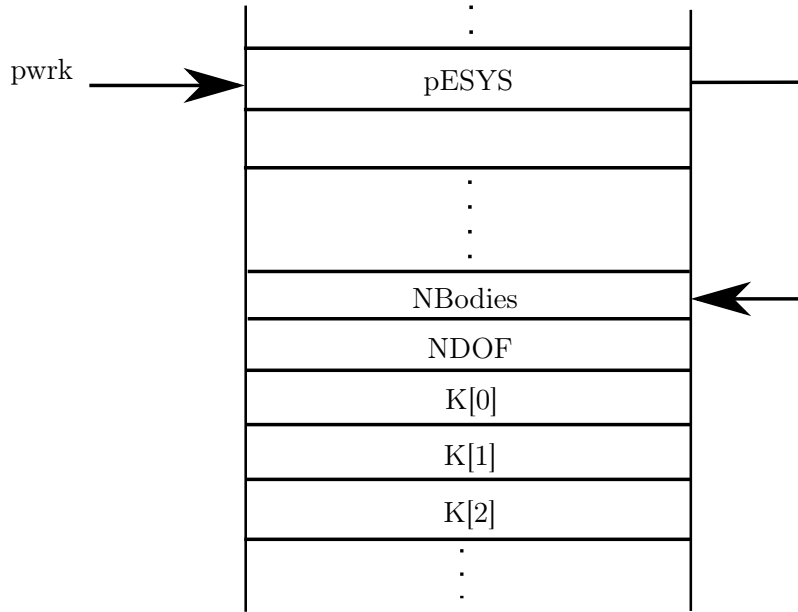 pwrk
pESYS
NBodies
NDOF
K[0]
K[1]
K[2]